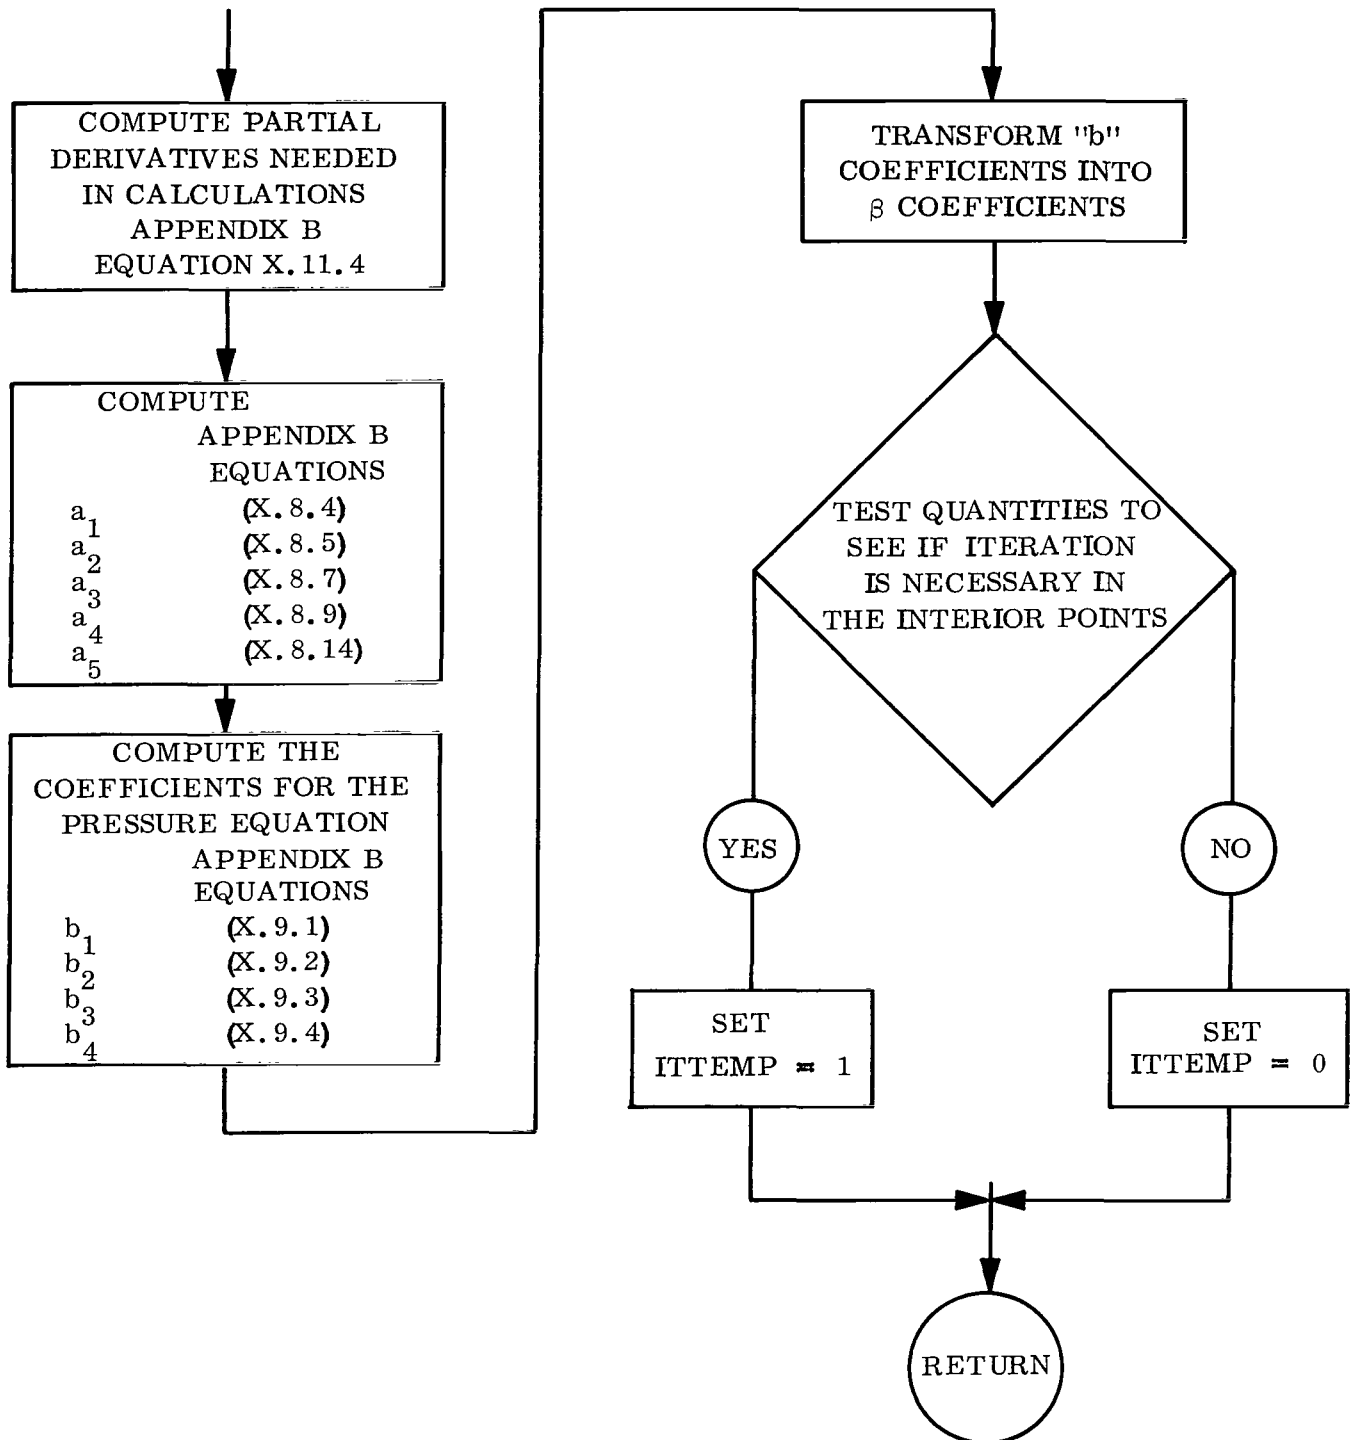 COMPUTE PARTIAL
DERIVATIVES NEEDED
IN CALCULATIONS
APPENDIX B
EQUATION X.11.4
COMPUTE
APPENDIX B
EQUATIONS
a1 (X.8.4)
a2 (X.8.5)
a3 (X.8.7)
a4 (X.8.9)
a5 (X.8.14)
COMPUTE THE
COEFFICIENTS FOR THE
PRESSURE EQUATION
APPENDIX B
EQUATIONS
b1 (X.9.1)
b2 (X.9.2)
b3 (X.9.3)
b4 (X.9.4)
TRANSFORM "b"
COEFFICIENTS INTO
β COEFFICIENTS
TEST QUANTITIES TO
SEE IF ITERATION
IS NECESSARY IN
THE INTERIOR POINTS
YES
NO
SET
ITTEMP = 1
SET
ITTEMP = 0
RETURN